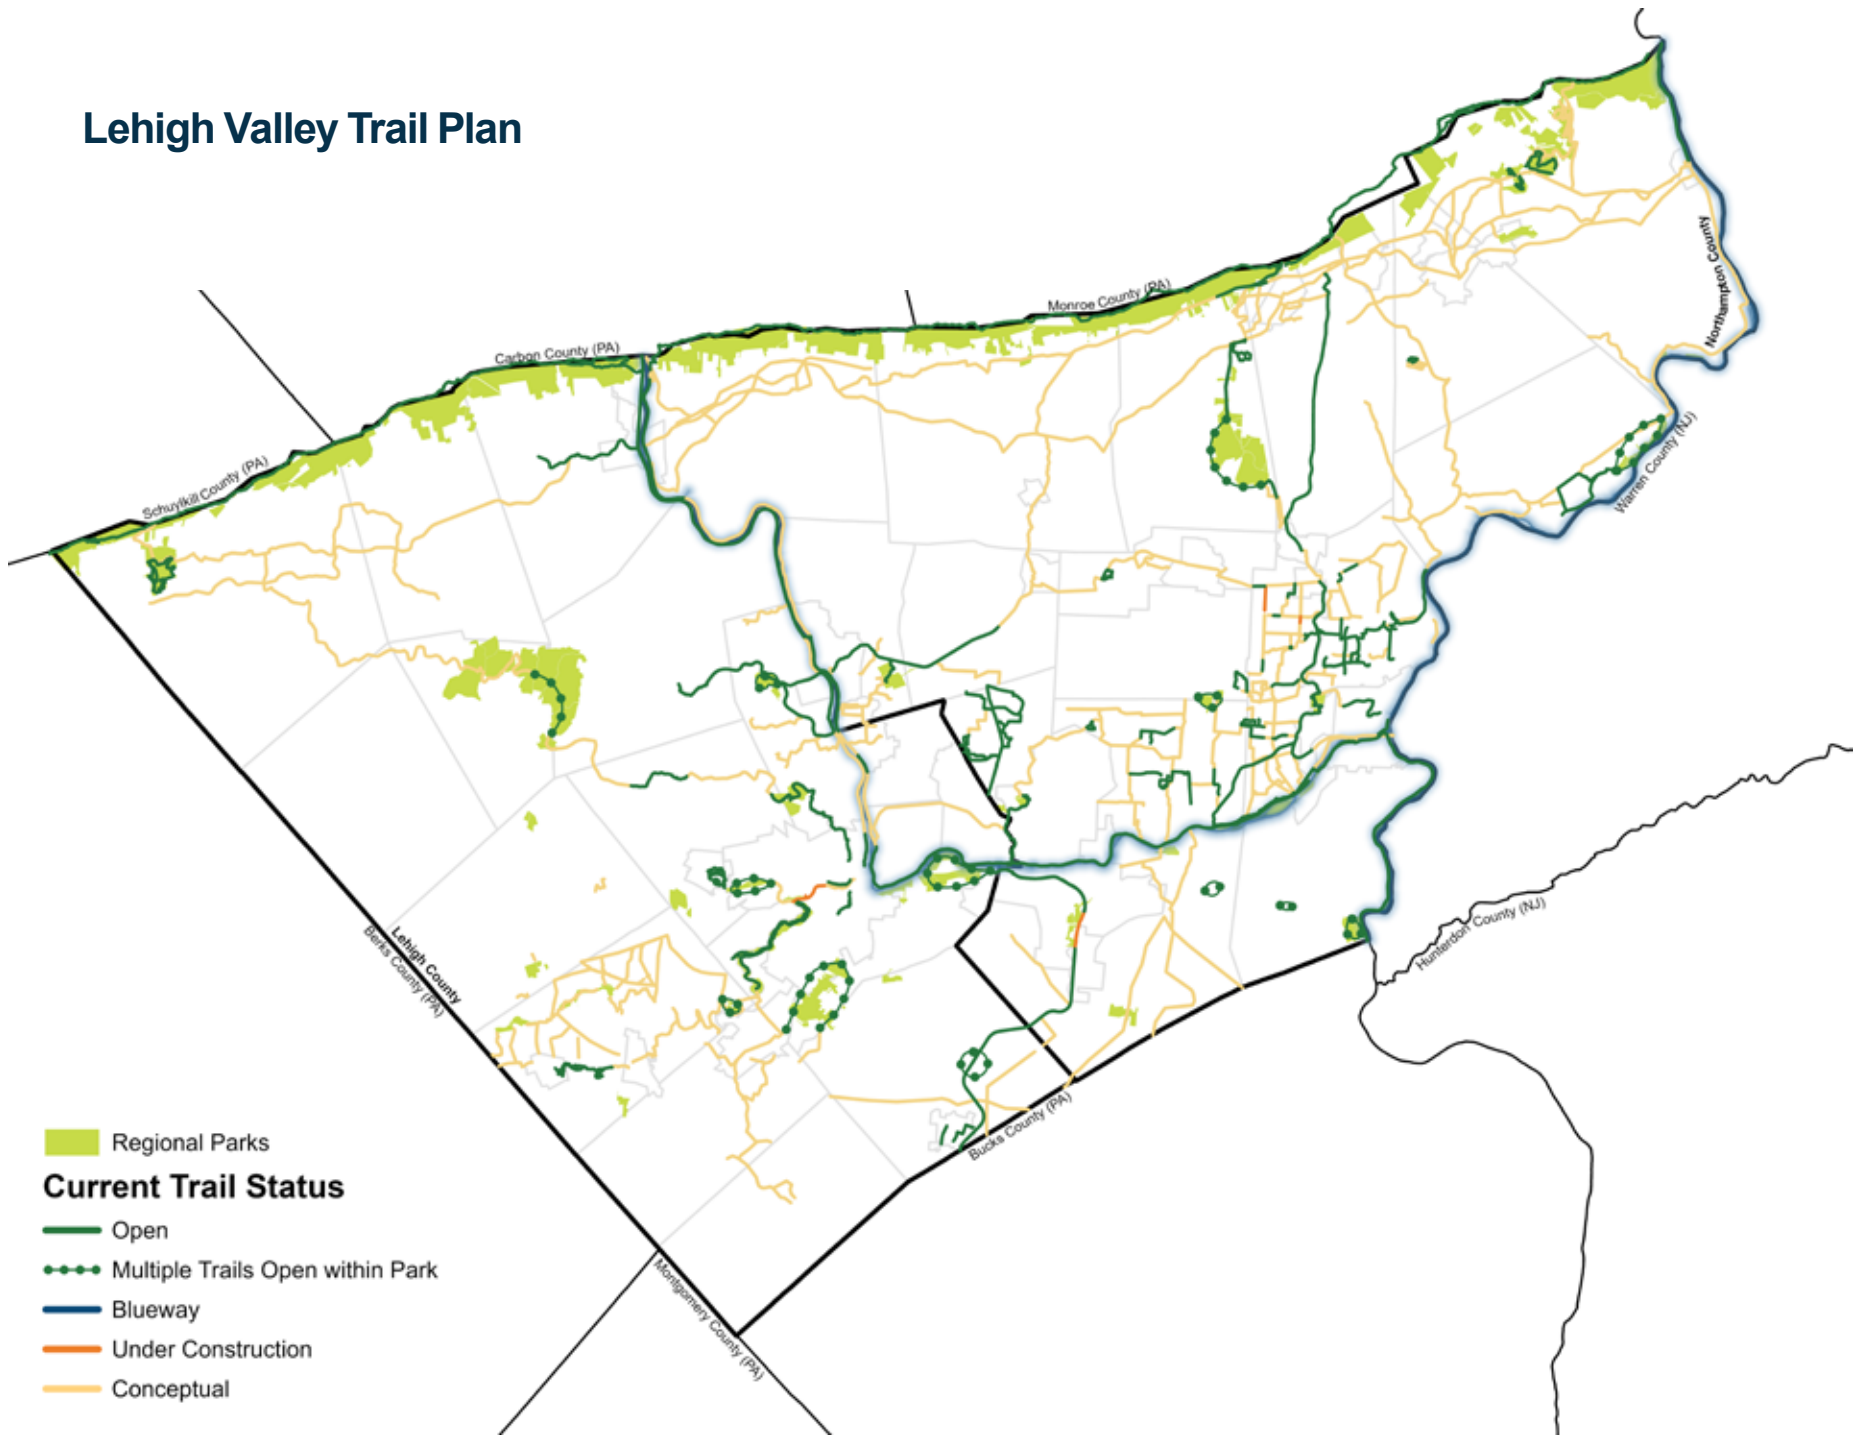 Lehigh Valley Trail Plan
Northampton County
Monroe County (PA)
Carbon County (PA)
Warren County (NJ)
Schuylkill County (PA)
Hunterdon County (NJ)
Lehigh County
Berks County (PA)
Bucks County (PA)
Montgomery County (PA)
Regional Parks
Current Trail Status
Open
Multiple Trails Open within Park
Blueway
Under Construction
Conceptual